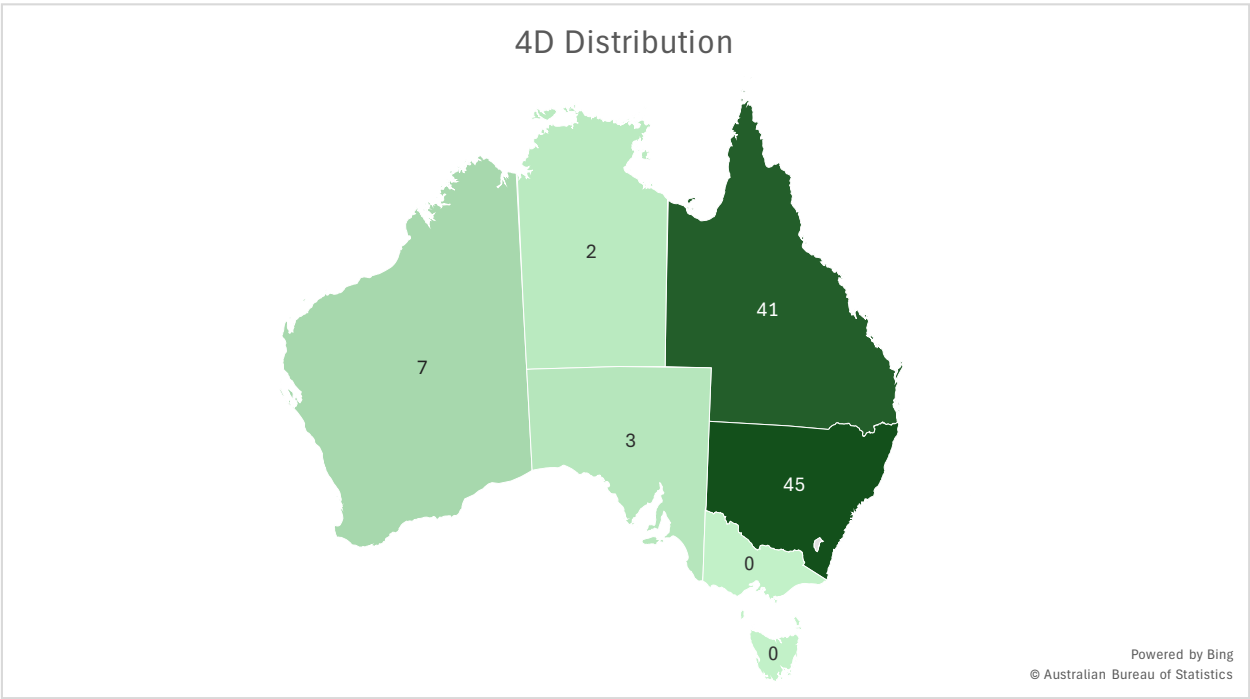 4D Distribution
2
41
7
3
45
0
0
Powered by Bing
© Australian Bureau of Statistics